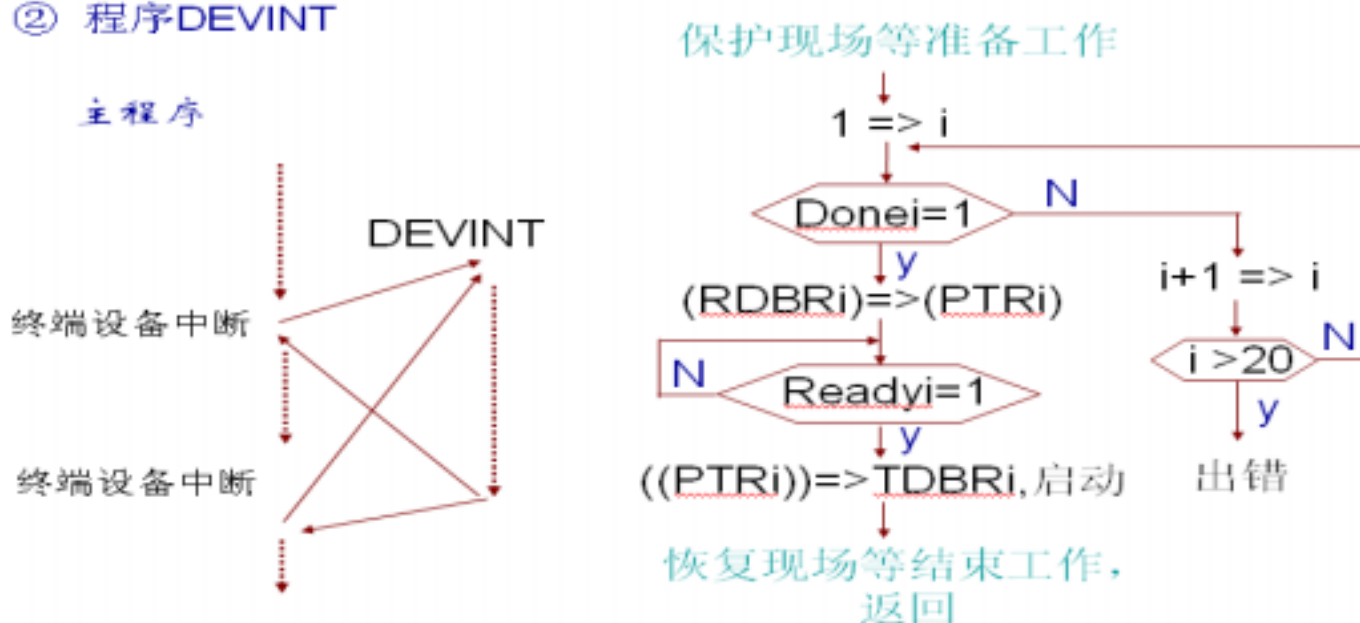 ② 程序DEVINT
主程序
DEVINT
终端设备中断
终端设备中断
保护现场等准备工作
1 => i
Donei=1
N
y
(RDBRi)=>(PTRi)
i+1 => i
i >20
N
y
出错
N
Readyi=1
y
((PTRi))=>TDBRi,启动
恢复现场等结束工作，
返回